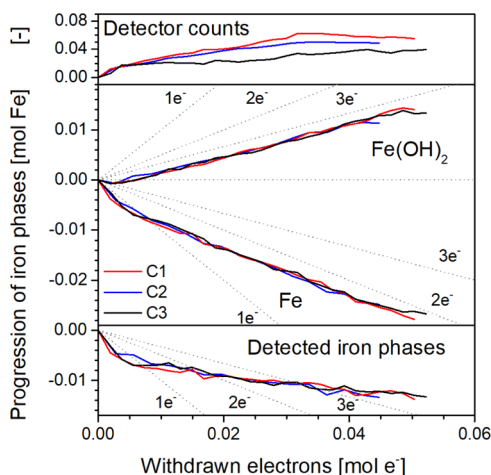 [-]
Detector counts
0.08
0.04
0.00
1e-
2e-
3e-
0.01
Fe(OH)2
0.00
-0.01
3e-
C1
C2
Fe
2e-
-0.02
C3
1e-
0.00
Detected iron phases
-0.01
1e-
2e-
3e-
0.00
0.02
0.04
0.06
Withdrawn electrons [mol e-]
Progression of iron phases [mol Fe]